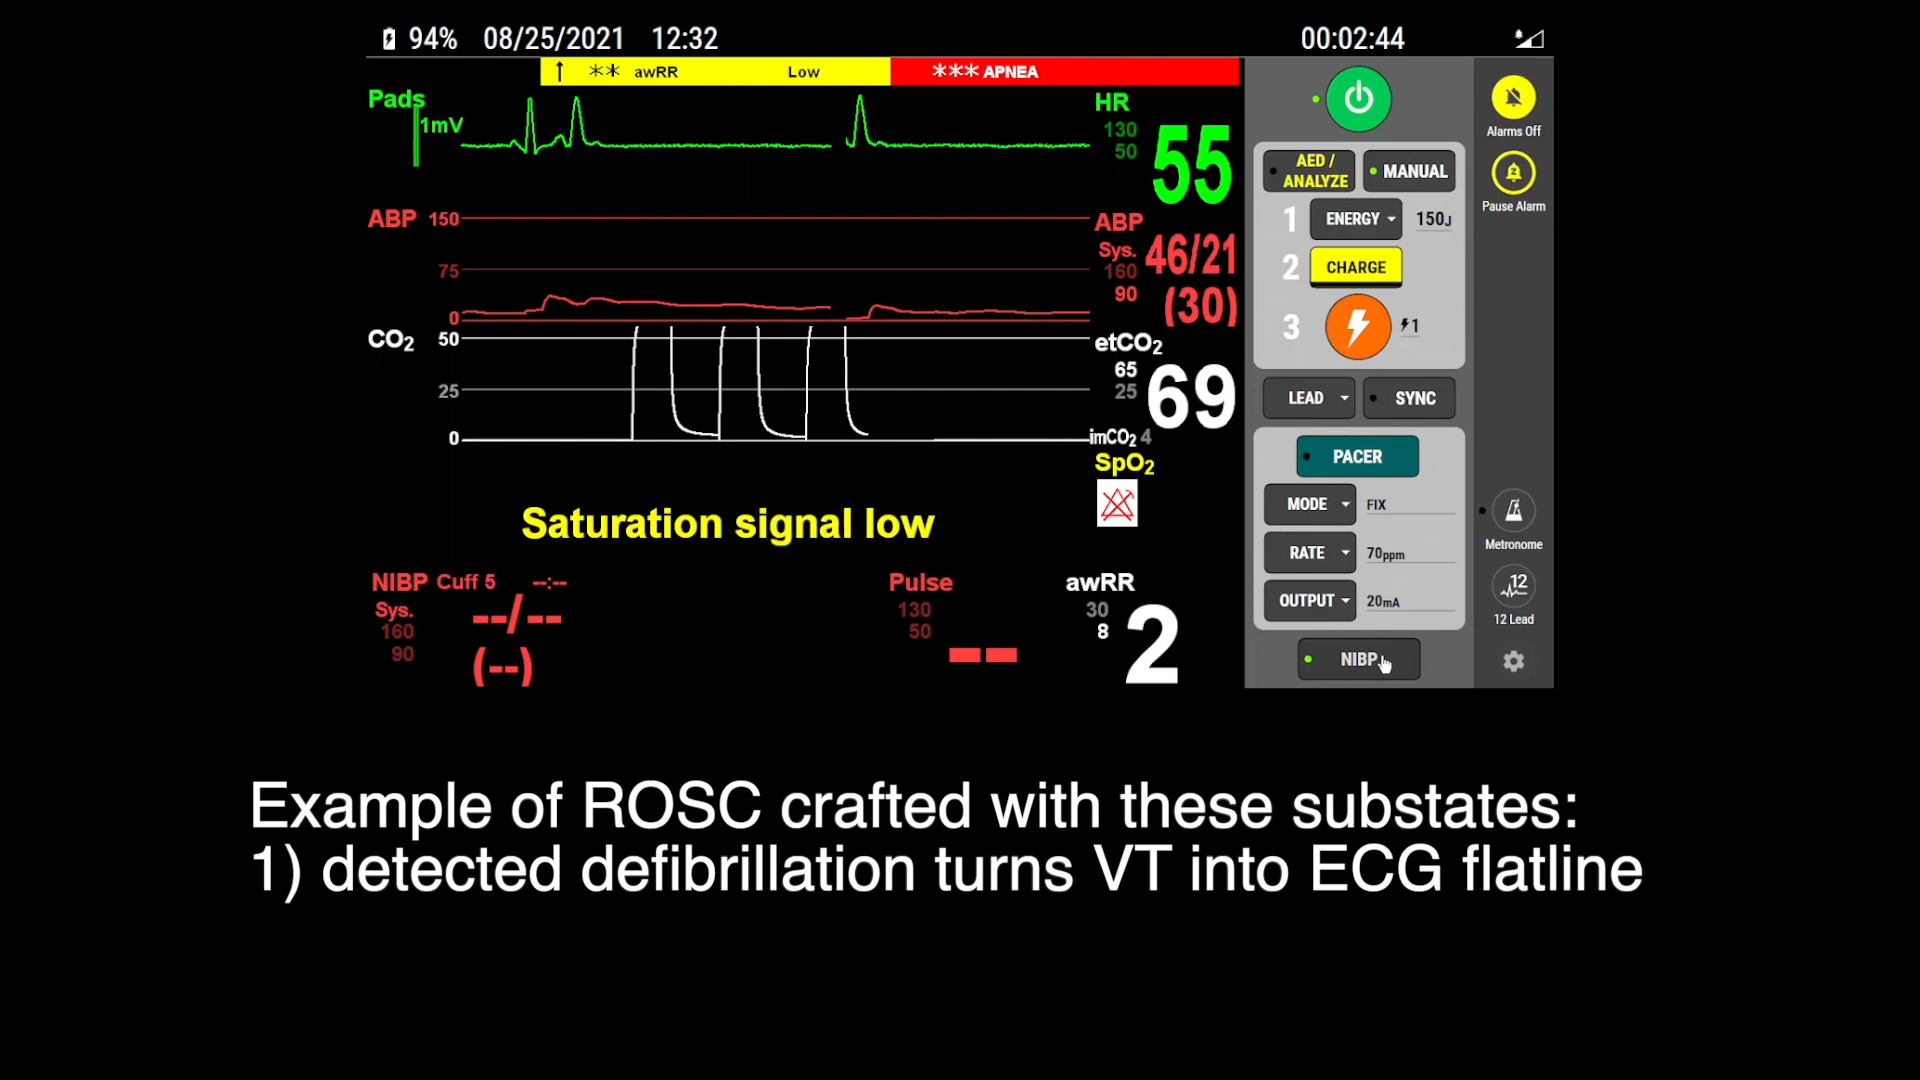 94% 08/25/2021 12:32 00:02:44
↑ ** awRR Low *** APNEA
Pads
1mV
HR
130
50
55
ABP 150
75
0
ABP
Sys.
160
90
46/21
(30)
CO₂ 50
25
0
etCO₂
65
25
69
imCO₂ 4
SpO₂
Saturation signal low
NIBP Cuff 5 --:--
Sys.
160
90
--/--
(--)
Pulse
130
50
--
awRR
30
8
2
AED / ANALYZE
MANUAL
1 ENERGY 150J
2 CHARGE
3 1
LEAD SYNC
PACER
MODE FIX
RATE 70ppm
OUTPUT 20mA
NIBP
Alarms Off
Pause Alarm
Metronome
12
12 Lead
Example of ROSC crafted with these substates:
1) detected defibrillation turns VT into ECG flatline